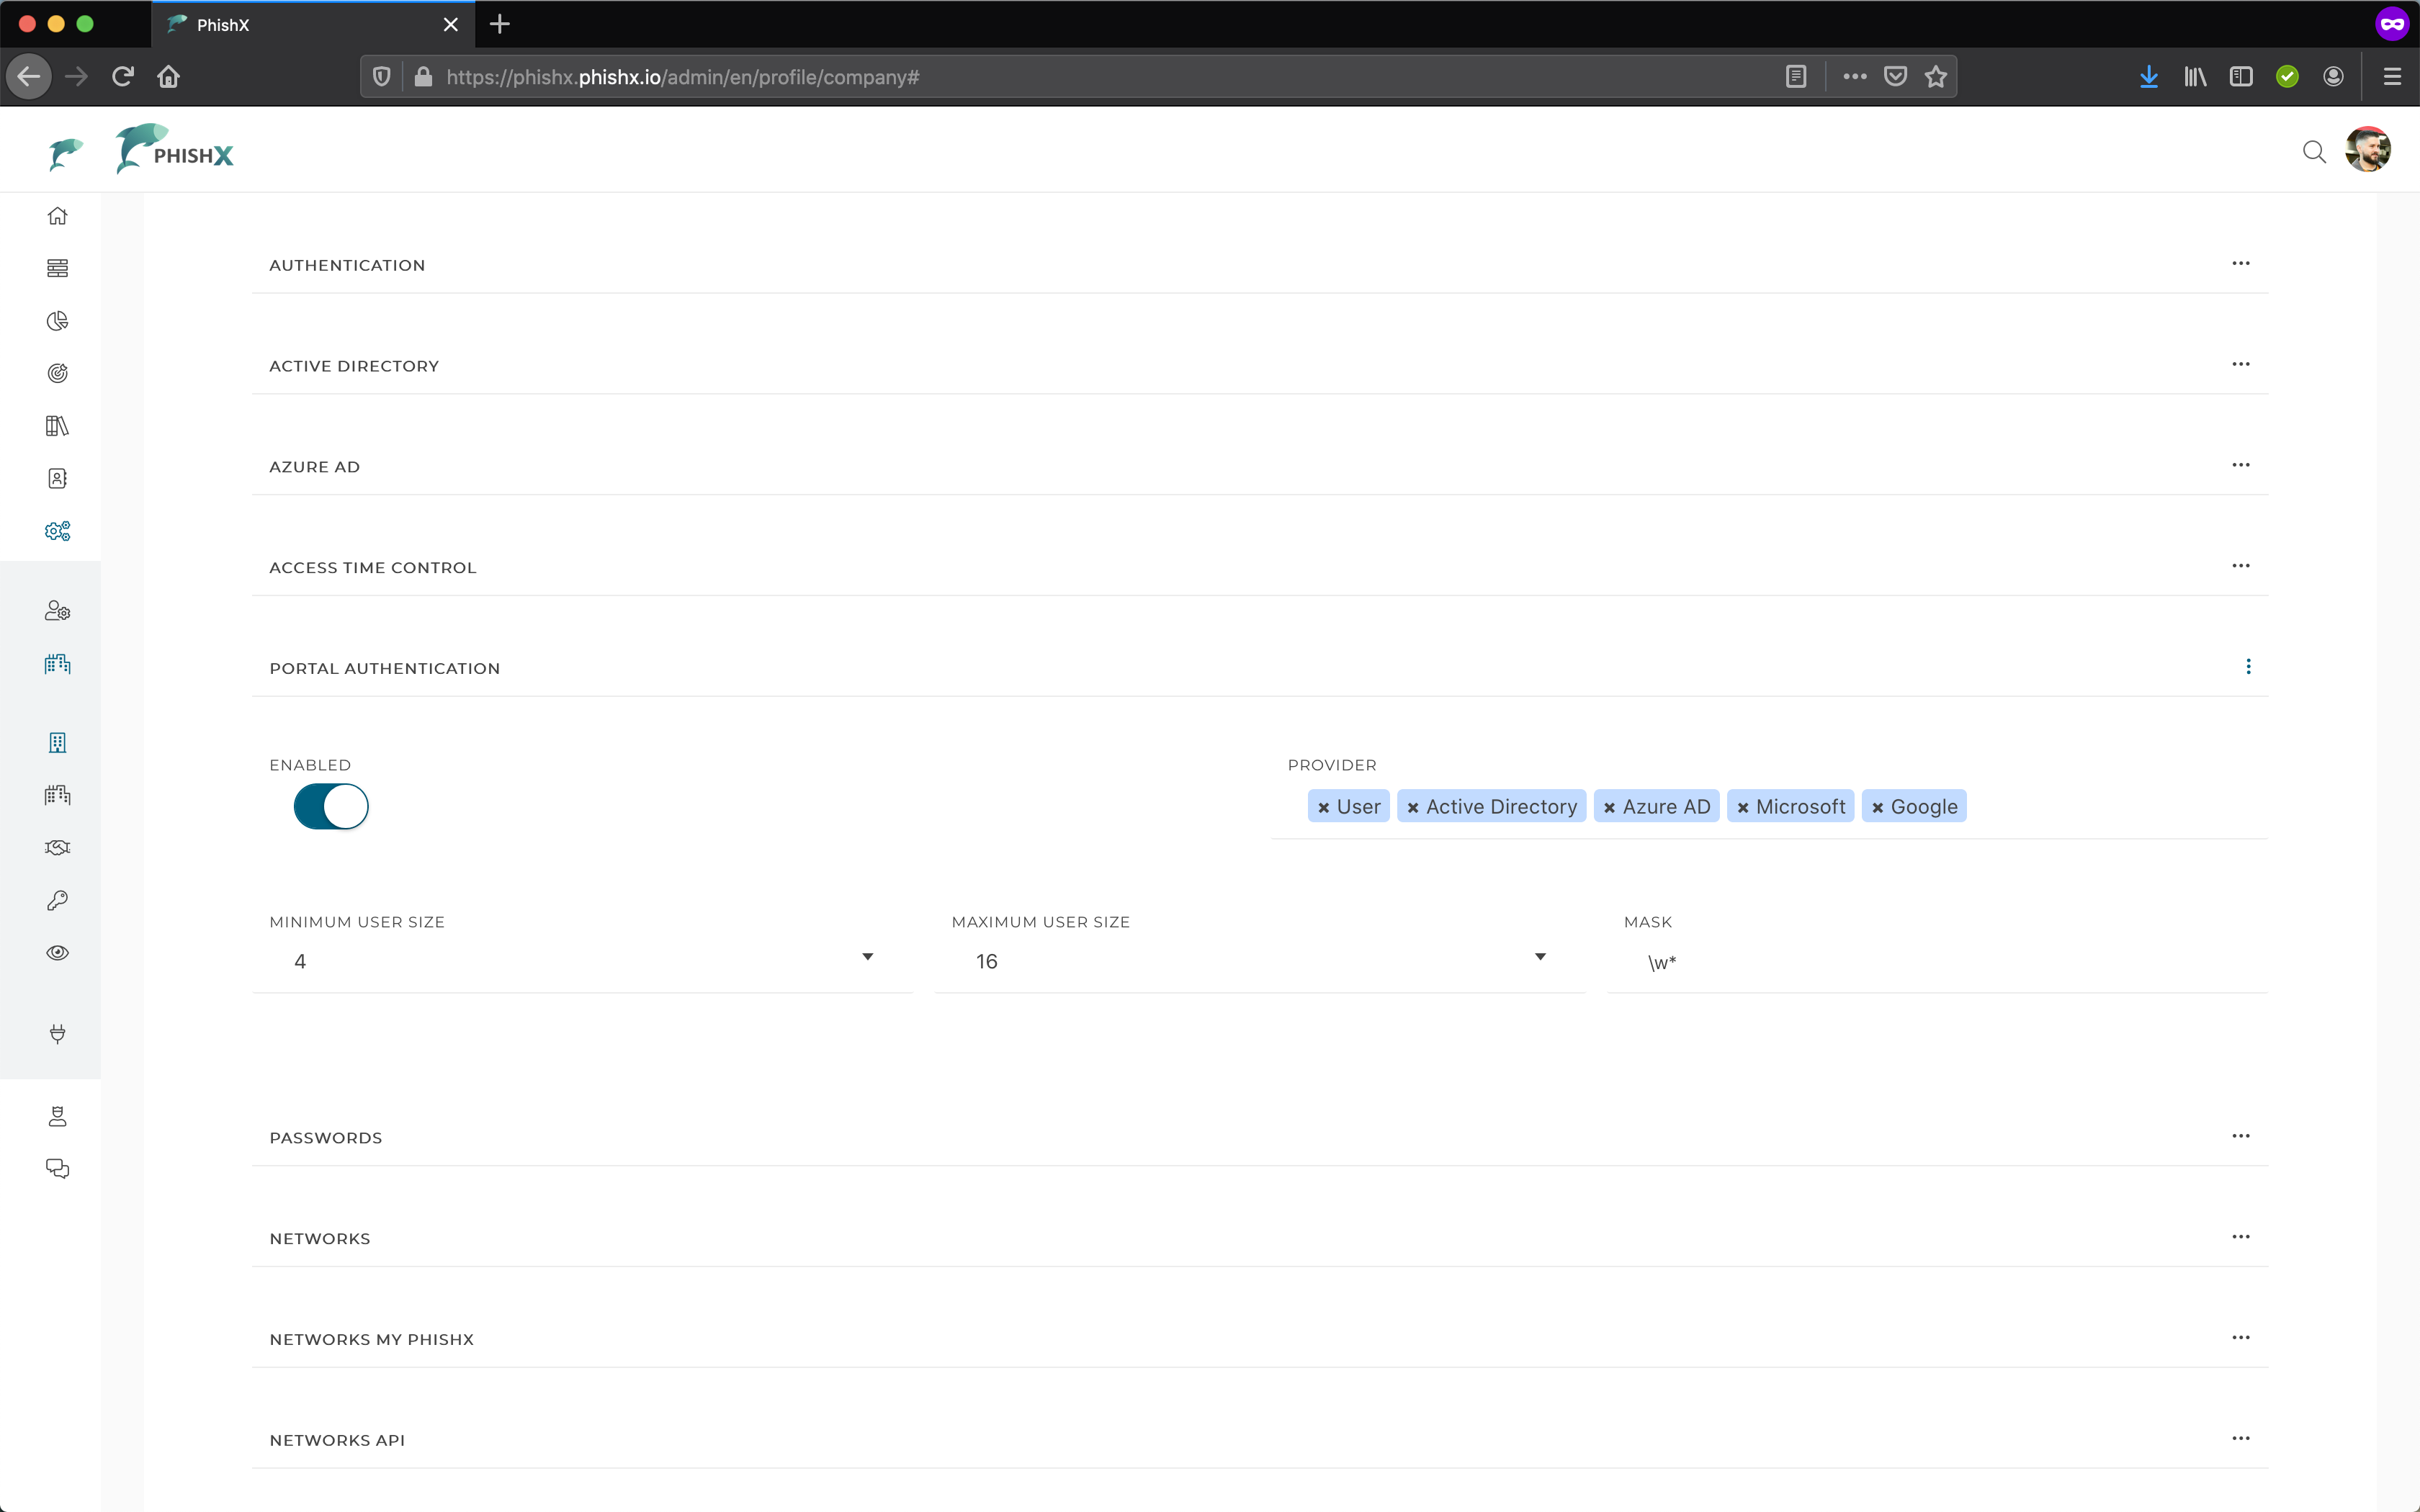 PhishX
https://phishx.phishx.io/admin/en/profile/company#
PHISHX
AUTHENTICATION
ACTIVE DIRECTORY
AZURE AD
ACCESS TIME CONTROL
PORTAL AUTHENTICATION
ENABLED
PROVIDER
× User × Active Directory × Azure AD × Microsoft × Google
MINIMUM USER SIZE
MAXIMUM USER SIZE
MASK
4
16
\w*
PASSWORDS
NETWORKS
NETWORKS MY PHISHX
NETWORKS API